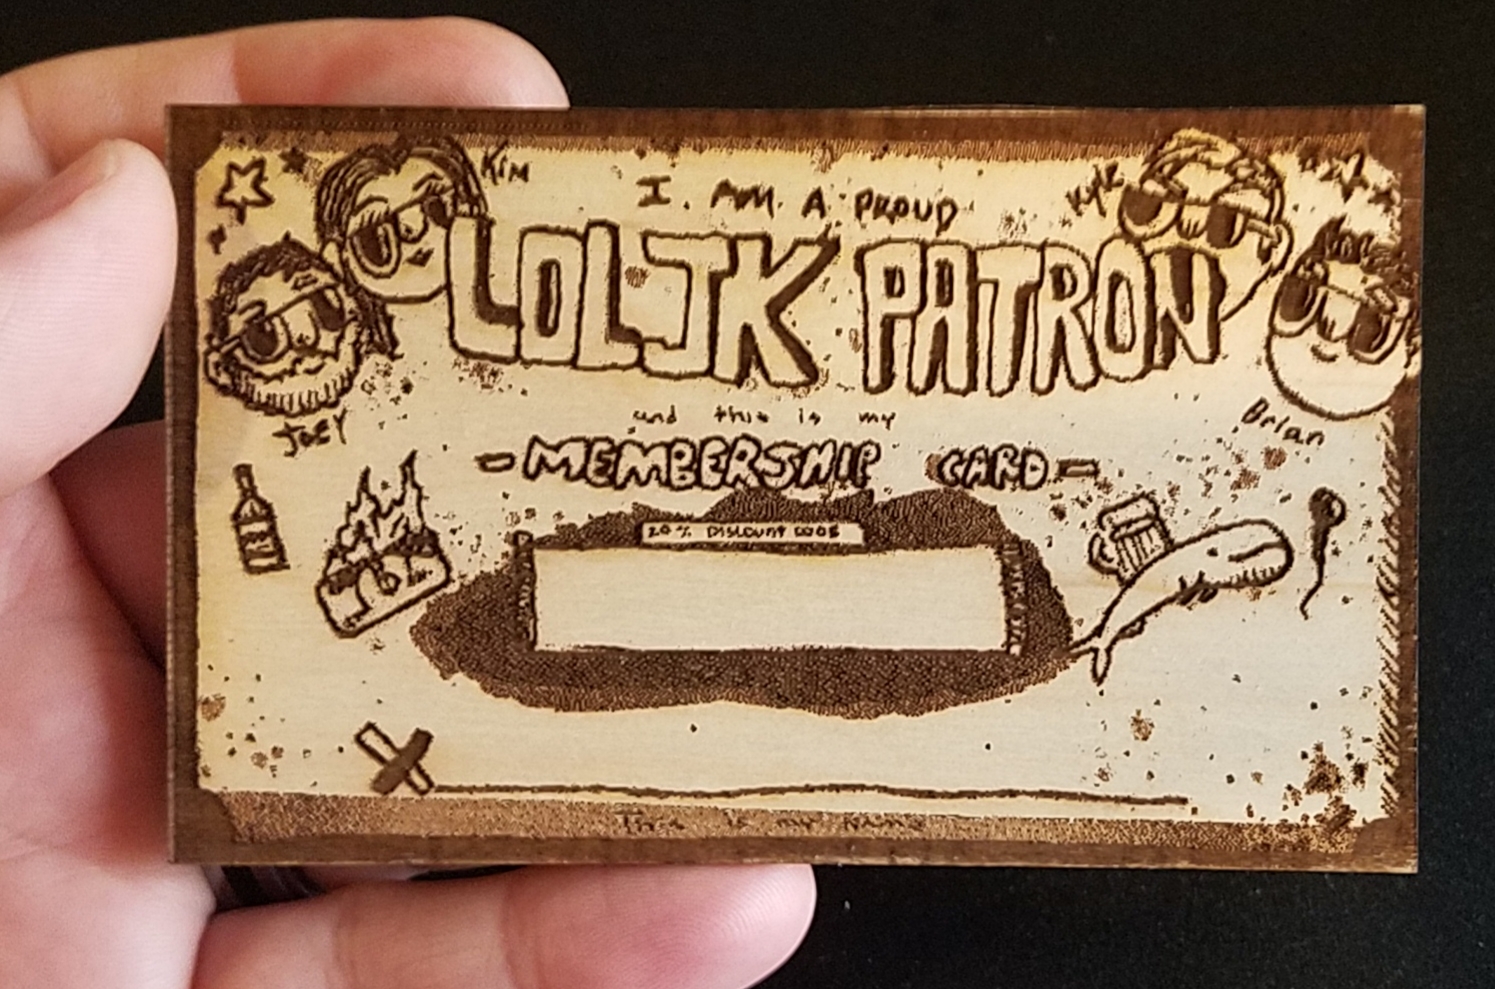 Kim
Kyle
I AM A PROUD
LOLJK PATRON
JOEY
Brian
and this is my
-MEMBERSHIP CARD-
20% DISCOUNT CODE
This is my Name